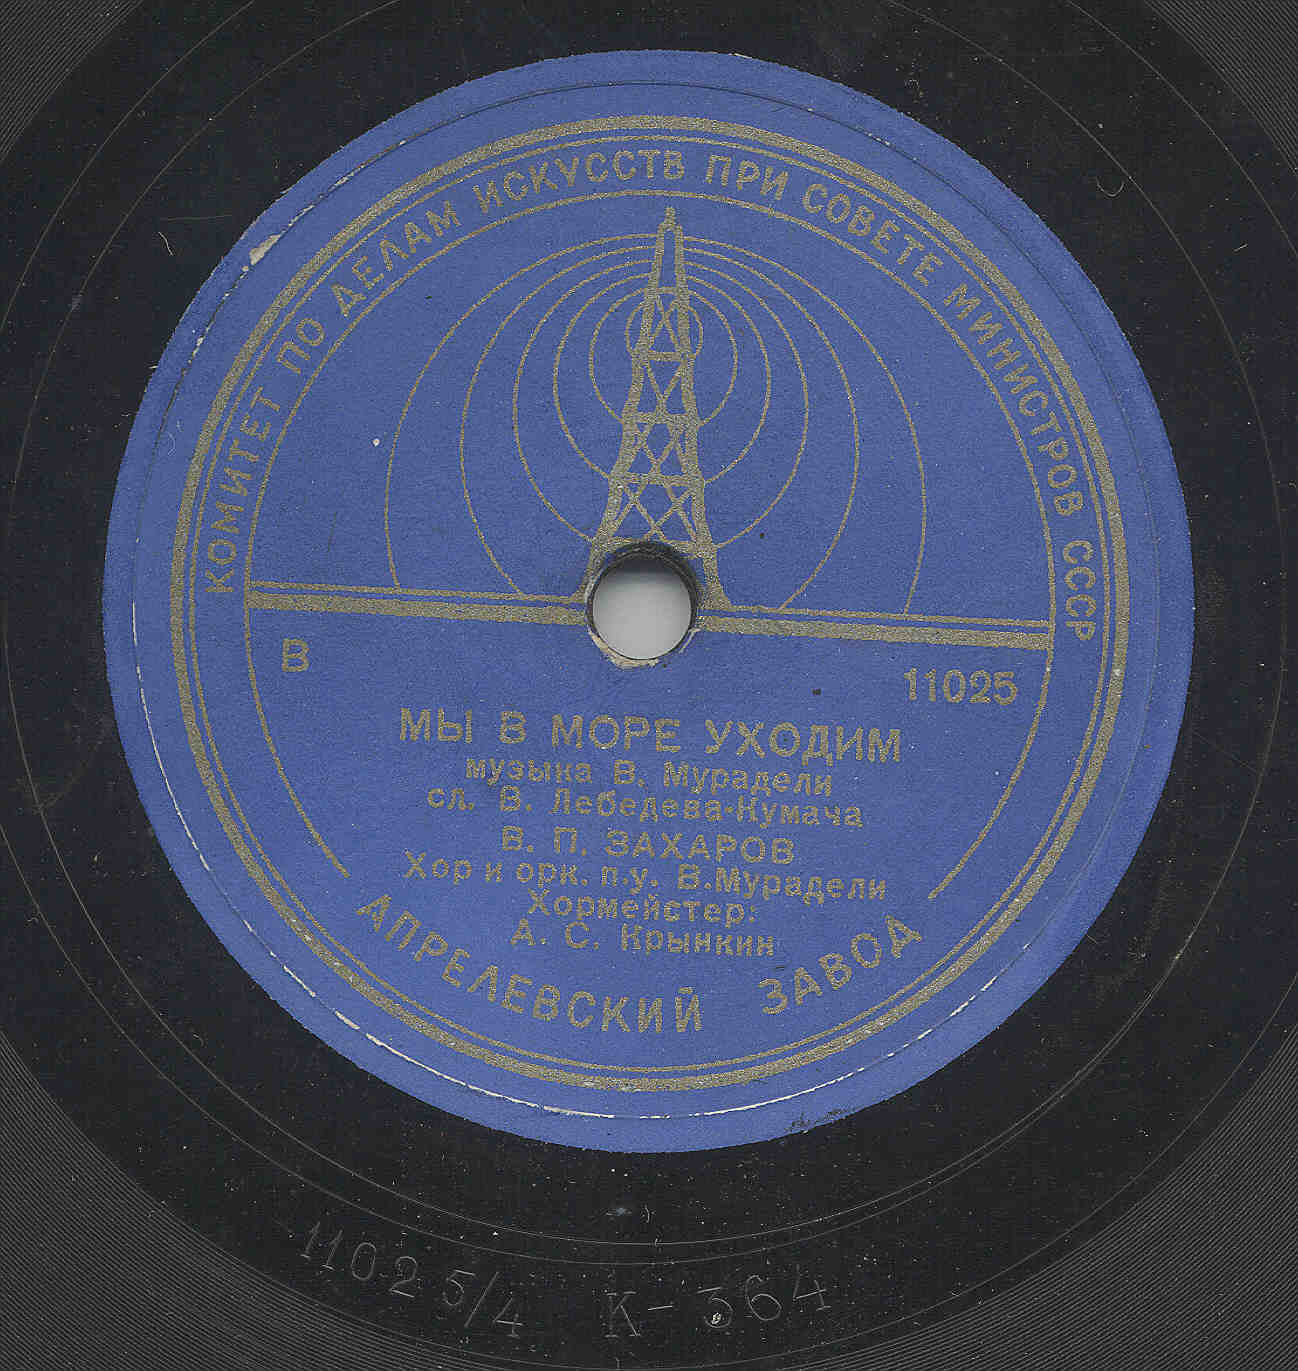 КОМИТЕТ ПО ДЕЛАМ ИСКУССТВ ПРИ СОВЕТЕ МИНИСТРОВ СССР
В 11025
МЫ В МОРЕ УХОДИМ
музыка В. Мурадели
сл. В. Лебедева-Кумача
В. П. ЗАХАРОВ
Хор и орк. п.у. В.Мурадели
Хормейстер:
А. С. Крынкин
АПРЕЛЕВСКИЙ ЗАВОД
11025/4 К-364